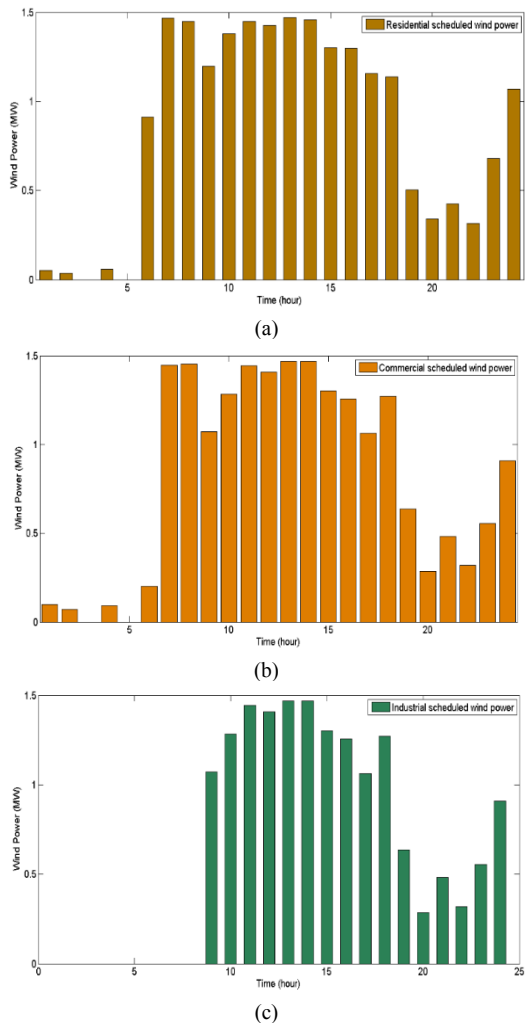 1.5
Residential scheduled wind power
1
Wind Power (MW)
0.5
0
5 10 15 20
Time (hour)
(a)
1.5
Commercial scheduled wind power
1
Wind Power (MW)
0.5
0
5 10 15 20
Time (hour)
(b)
1.5
Industrial scheduled wind power
1
Wind Power (MW)
0.5
0
0 5 10 15 20 25
Time (hour)
(c)